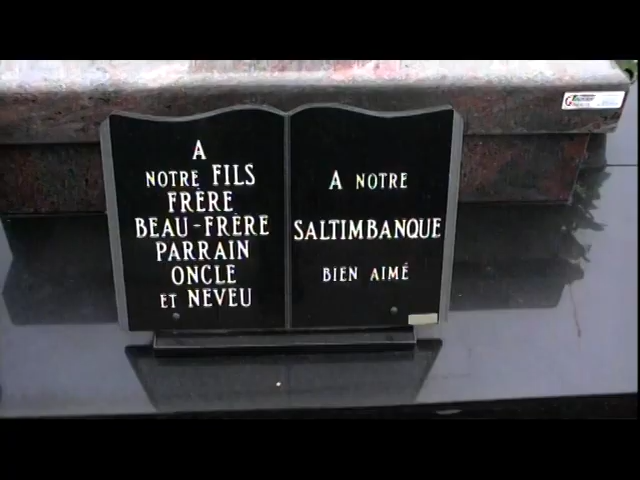 A
NOTRE FILS
FRÈRE
BEAU-FRÈRE
PARRAIN
ONCLE
ET NEVEU
A NOTRE
SALTIMBANQUE
BIEN AIMÉ